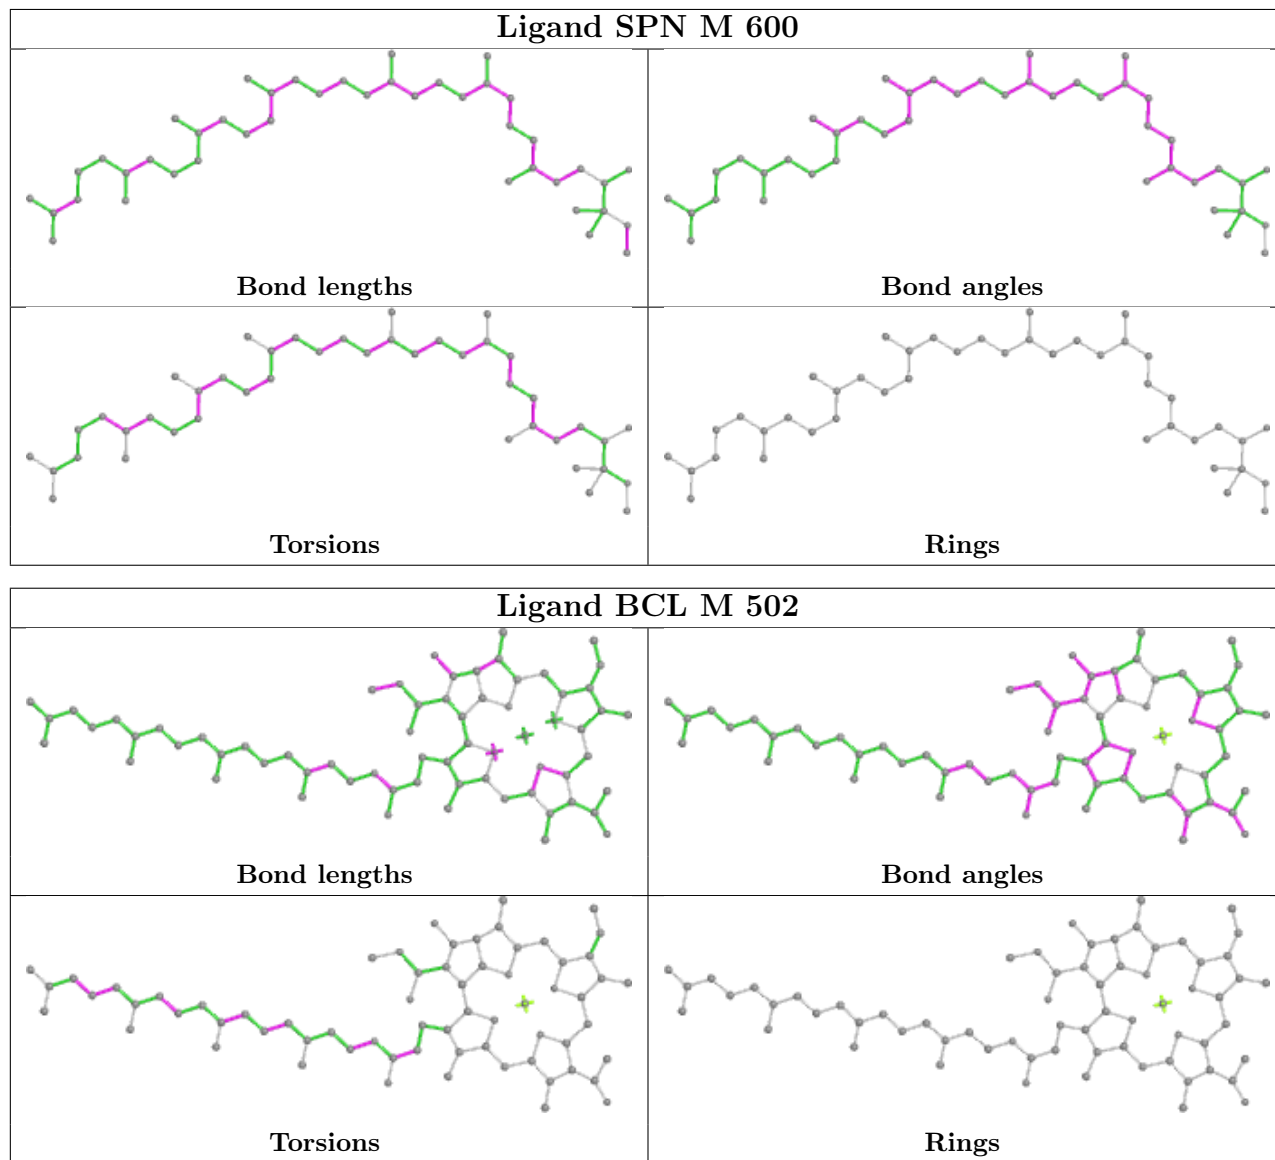 Ligand SPN M 600
Bond lengths
Bond angles
Torsions
Rings
Ligand BCL M 502
Bond lengths
Bond angles
Torsions
Rings